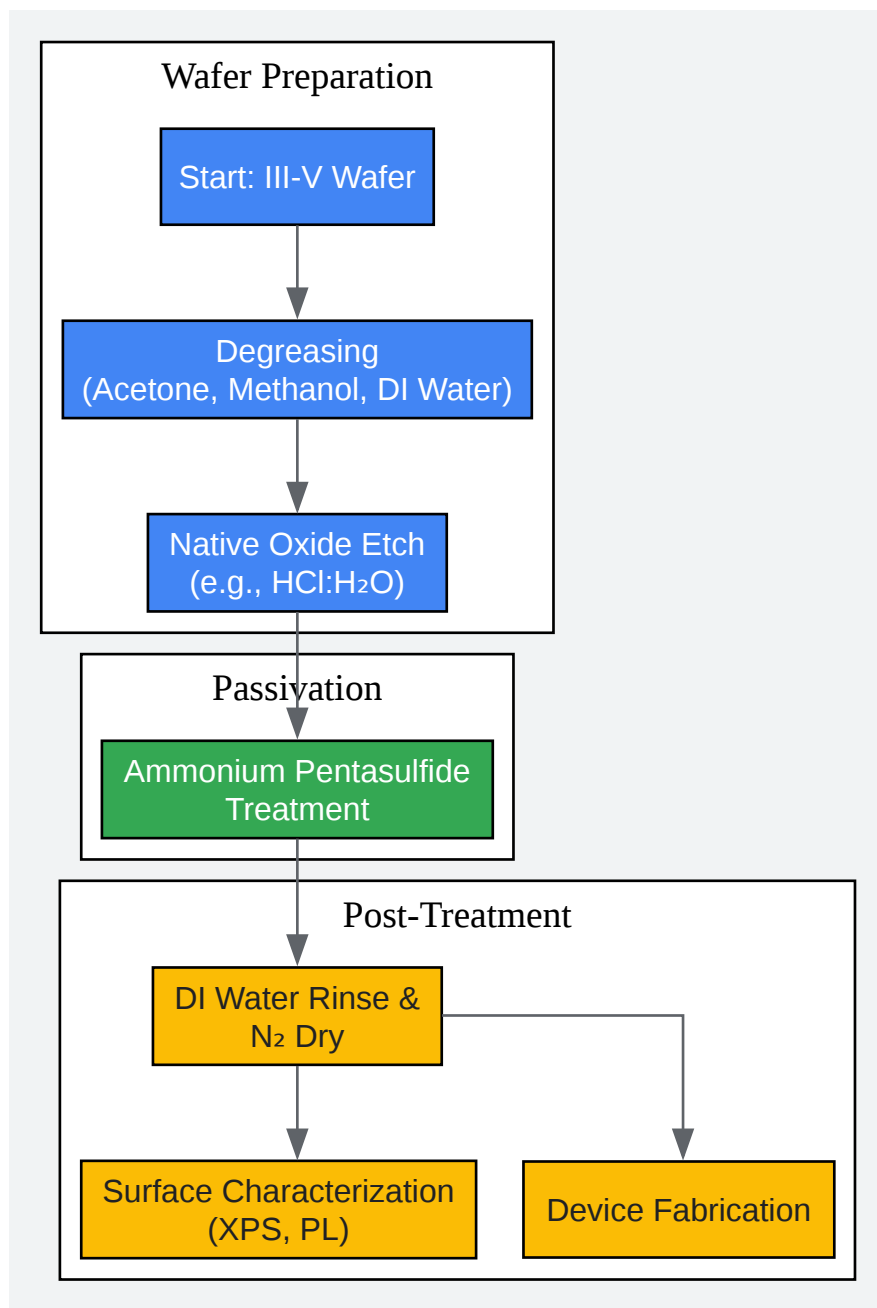 Wafer Preparation
Start: III-V Wafer
Degreasing
(Acetone, Methanol, DI Water)
Native Oxide Etch
(e.g., HCl:H₂O)
Passivation
Ammonium Pentasulfide
Treatment
Post-Treatment
DI Water Rinse &
N₂ Dry
Surface Characterization
(XPS, PL)
Device Fabrication